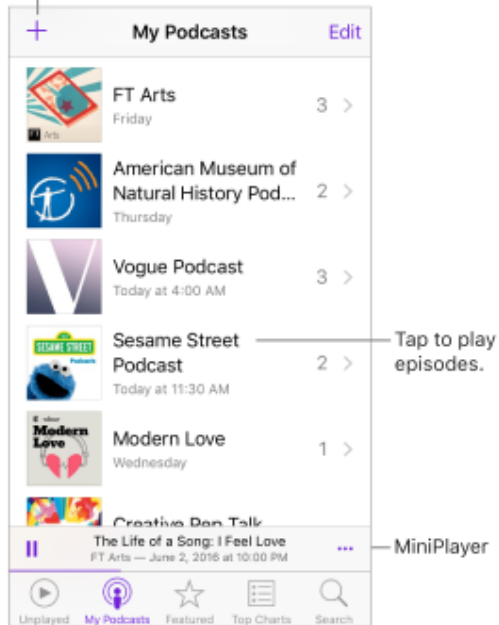 My Podcasts
Edit
FT Arts
Friday
3
FT Arts
American Museum of
Natural History Pod...
Thursday
2
Vogue Podcast
Today at 4:00 AM
3
V
SESAME STREET
Podcasts
Sesame Street
Podcast
Today at 11:30 AM
2
Tap to play
episodes.
Modern
Love
Modern Love
Wednesday
1
Creative Pen Talk
The Life of a Song: I Feel Love
FT Arts — June 2, 2016 at 10:00 PM
MiniPlayer
Unplayed
My Podcasts
Featured
Top Charts
Search